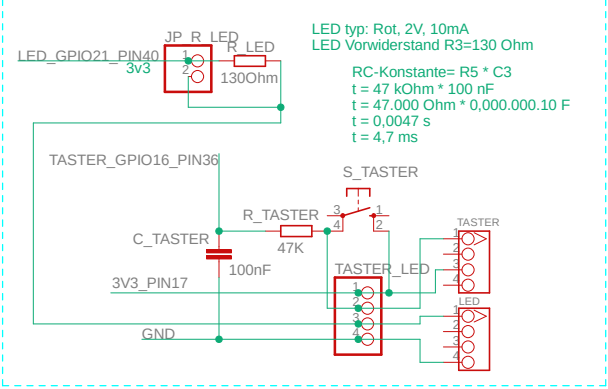 JP_R_LED
LED typ: Rot, 2V, 10mA
LED Vorwiderstand R3=130 Ohm
R_LED
LED_GPIO21_PIN40
3v3
1
2
130Ohm
RC-Konstante= R5 * C3
t = 47 kOhm * 100 nF
t = 47.000 Ohm * 0,000.000.10 F
t = 0,0047 s
t = 4,7 ms
TASTER_GPIO16_PIN36
S_TASTER
3
1
4
2
R_TASTER
47K
C_TASTER
100nF
TASTER
1
2
3
4
TASTER_LED
3V3_PIN17
1
2
3
4
LED
1
2
3
4
GND